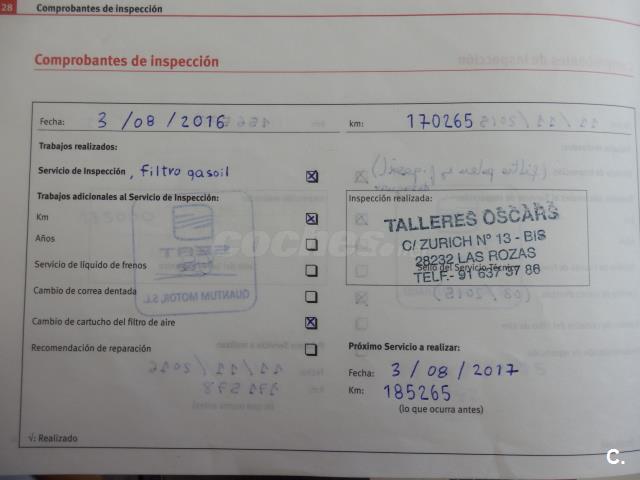 28 Comprobantes de inspección
Comprobantes de inspección
Fecha: 3 / 08 / 2016
km: 170265
Trabajos realizados:
Servicio de Inspección, filtro gasoil
Trabajos adicionales al Servicio de Inspección:
Km
Años
Servicio de líquido de frenos
Cambio de correa dentada
Cambio de cartucho del filtro de aire
Recomendación de reparación
Inspección realizada:
TALLERES OSCARS
C/ ZURICH Nº 13 - BIS
28232 LAS ROZAS
Sello del Servicio Técnico
TELF.- 91 637 37 86
Próximo Servicio a realizar:
Fecha: 3 / 08 / 2017
Km: 185265
(lo que ocurra antes)
√: Realizado
coches.
C.